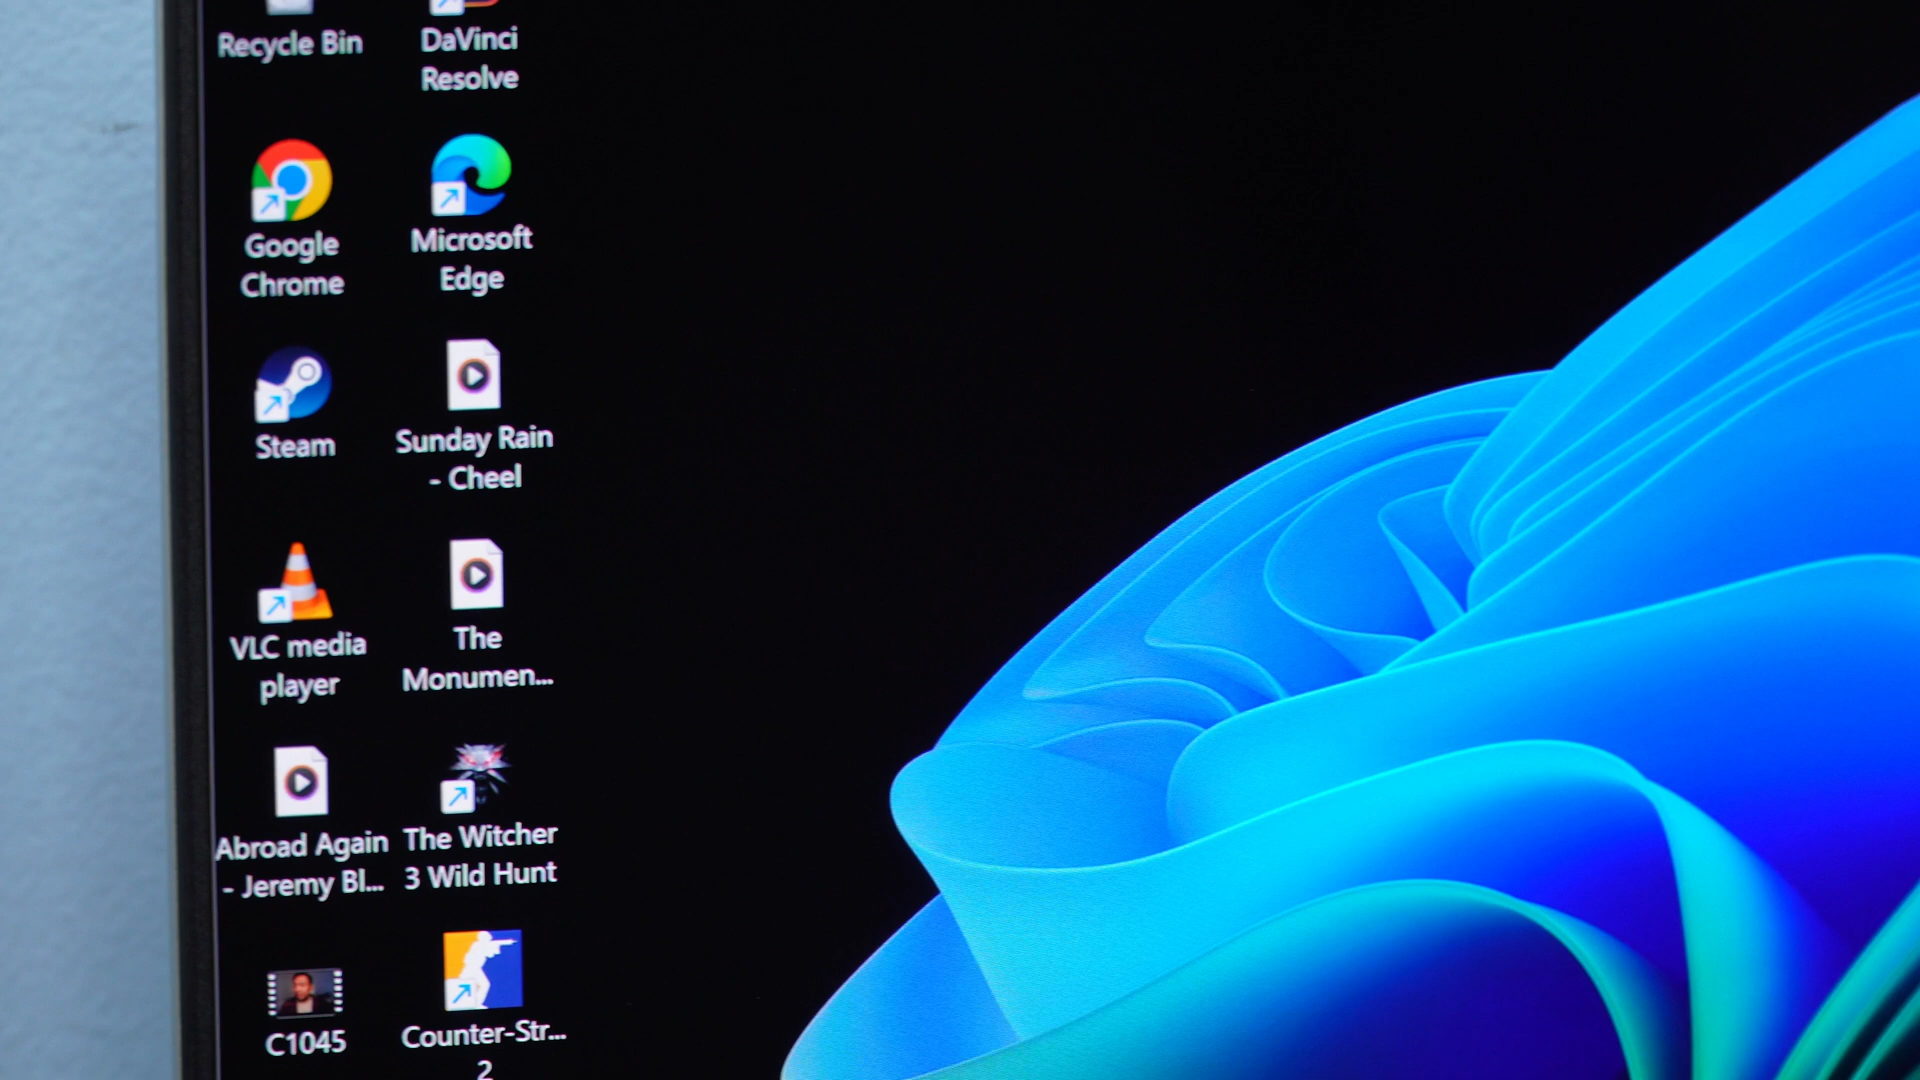 Recycle Bin
DaVinci
Resolve
Google
Chrome
Microsoft
Edge
Steam
Sunday Rain
- Cheel
VLC media
player
The
Monumen...
Abroad Again
- Jeremy Bl...
The Witcher
3 Wild Hunt
C1045
Counter-Str...
2